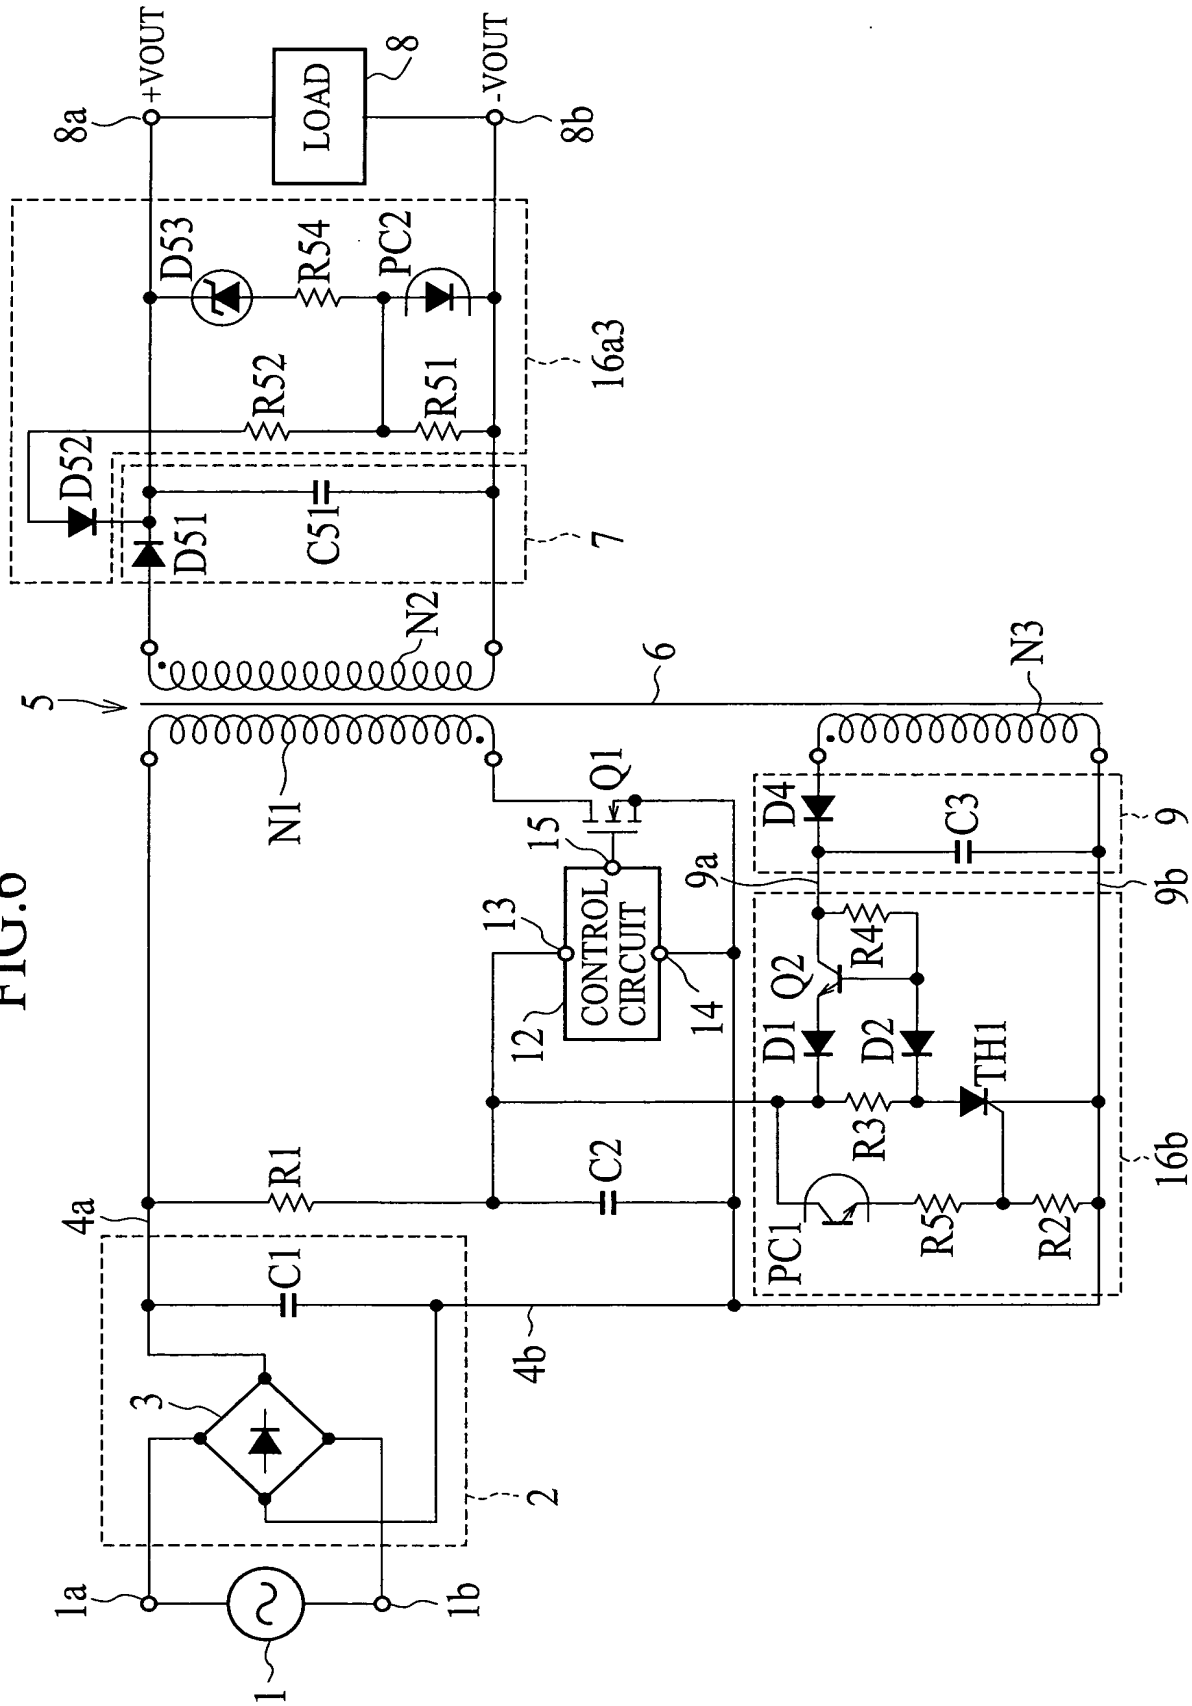 FIG.6
1
1a
1b
2
3
4a
4b
C1
R1
C2
5
N1
N2
6
N3
12
13
CONTROL
CIRCUIT
14
15
Q1
D51
C51
7
D52
R52
R51
D53
R54
PC2
16a3
8a
+VOUT
LOAD
8
-VOUT
8b
PC1
R5
R2
R3
D1
D2
TH1
Q2
R4
16b
9a
9b
D4
C3
9